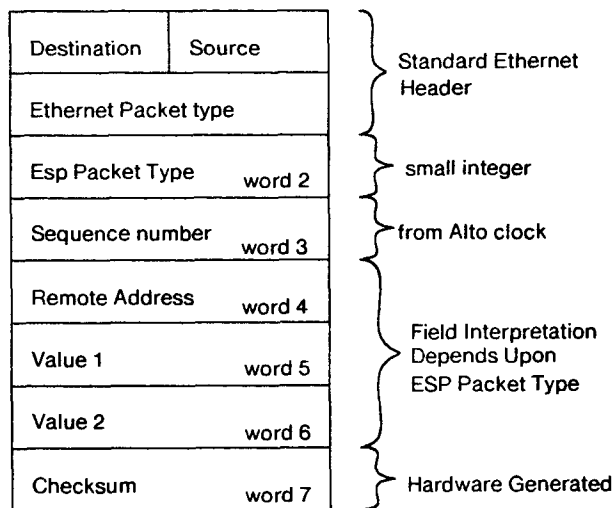 Destination Source
Standard Ethernet
Header
Ethernet Packet type
Esp Packet Type word 2
small integer
Sequence number word 3
from Alto clock
Remote Address word 4
Field Interpretation
Depends Upon
ESP Packet Type
Value 1 word 5
Value 2 word 6
Checksum word 7
Hardware Generated